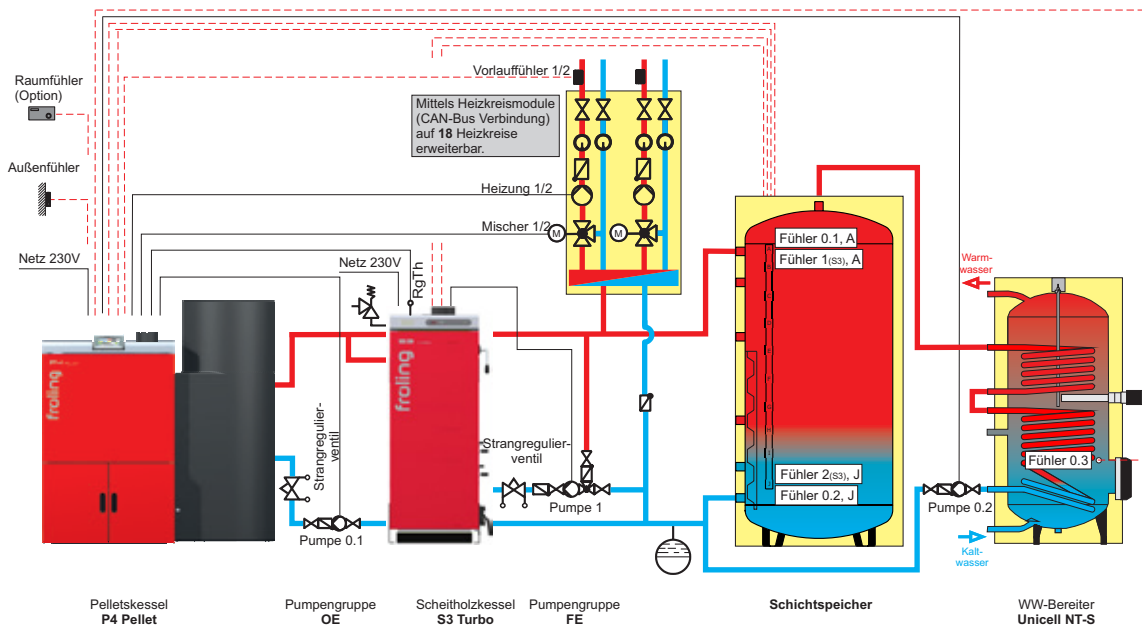 Vorlauffühler 1/2
Raumfühler
(Option)
Mittels Heizkreismodule
(CAN-Bus Verbindung)
auf 18 Heizkreise
erweiterbar.
Außenfühler
Heizung 1/2
Mischer 1/2
Netz 230V
Netz 230V
RgTh
Fühler 0.1, A
Fühler 1(S3), A
Warm-
wasser
froling
froling
Strangregulier-
ventil
Strangregulier-
ventil
M
M
Fühler 2(S3), J
Fühler 0.2, J
Fühler 0.3
Pumpe 0.1
Pumpe 1
Pumpe 0.2
Kalt-
wasser
Pelletskessel
P4 Pellet
Pumpengruppe
OE
Scheitholzkessel
S3 Turbo
Pumpengruppe
FE
Schichtspeicher
WW-Bereiter
Unicell NT-S